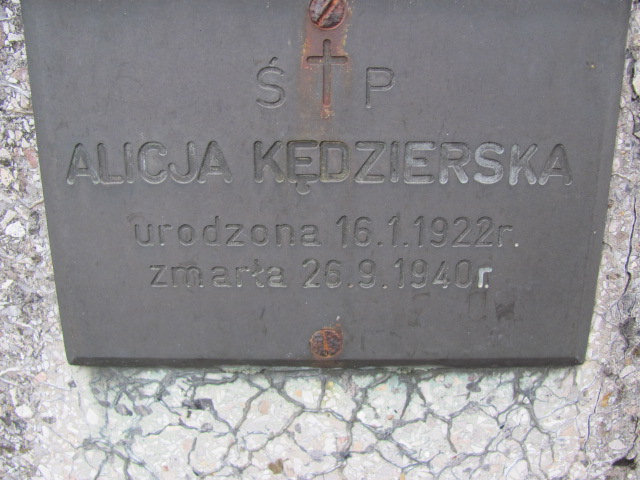 Ś P
ALICJA KĘDZIERSKA
urodzona 16.1.1922r.
zmarła 26.9.1940r